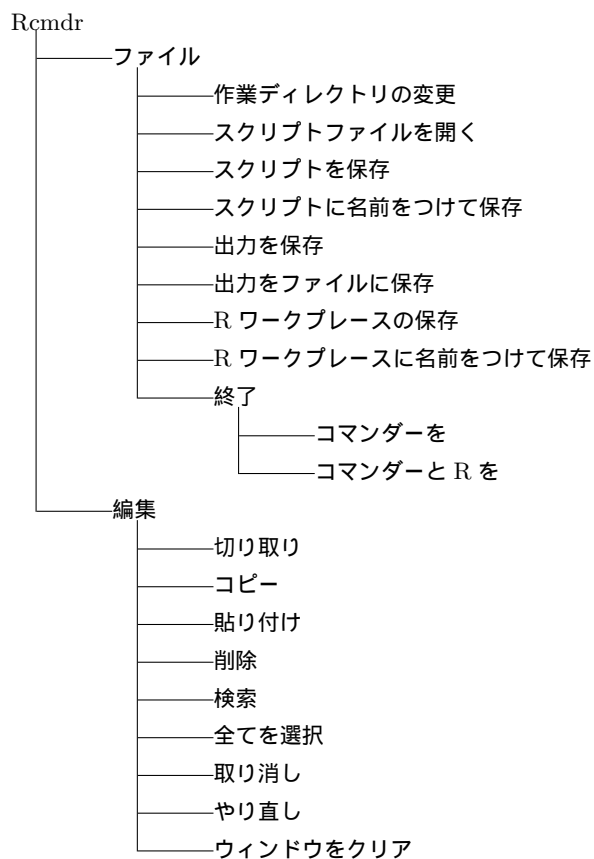 Rcmdr
ファイル
作業ディレクトリの変更
スクリプトファイルを開く
スクリプトを保存
スクリプトに名前をつけて保存
出力を保存
出力をファイルに保存
R ワークプレースの保存
R ワークプレースに名前をつけて保存
終了
コマンダーを
コマンダーと R を
編集
切り取り
コピー
貼り付け
削除
検索
全てを選択
取り消し
やり直し
ウィンドウをクリア